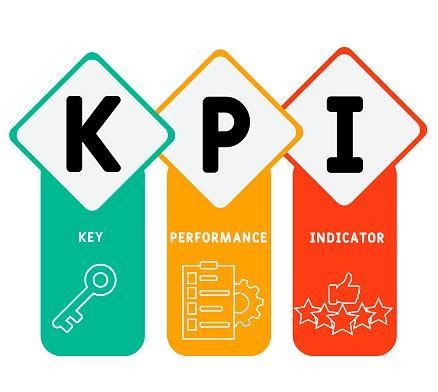 K P I
KEY PERFORMANCE INDICATOR